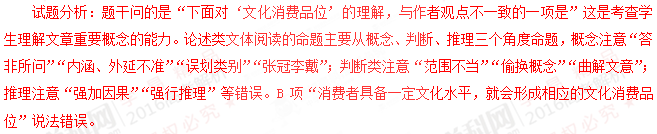 试题分析：题干问的是“下面对‘文化消费品位’的理解，与作者观点不一致的一项是”这是考查学
生理解文章重要概念的能力。论述类文体阅读的命题主要从概念、判断、推理三个角度命题，概念注意“答
非所问”“内涵、外延不准”“误划类别”“张冠李戴”；判断类注意“范围不当”“偷换概念”“曲解文意”；
推理注意“强加因果”“强行推理”等错误。B 项“消费者具备一定文化水平，就会形成相应的文化消费品
位”说法错误。